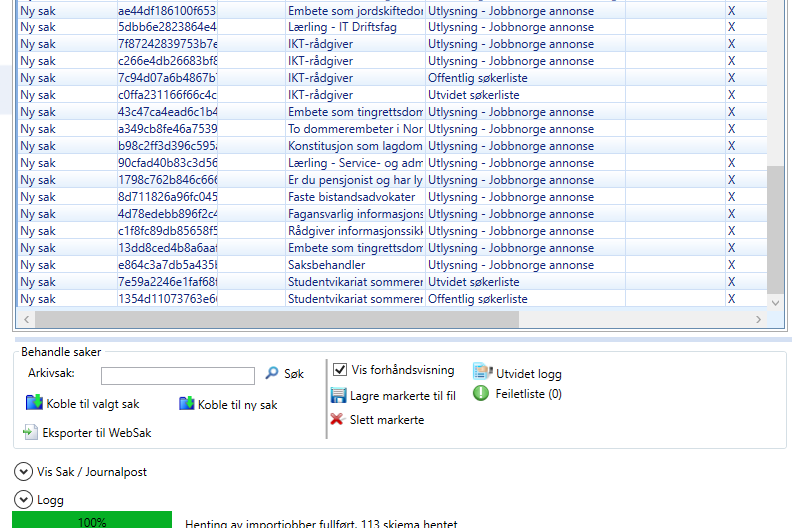 Ny sak ae44df186100f653 Embete som jordskiftedor Utlysning - Jobbnorge annonse X
Ny sak 5dbb6e2823864e4 Lærling - IT Driftsfag Utlysning - Jobbnorge annonse X
Ny sak 7f87242839753b7e IKT-rådgiver Utlysning - Jobbnorge annonse X
Ny sak c266e4db26683bf8 IKT-rådgiver Utlysning - Jobbnorge annonse X
Ny sak 7c94d07a6b4867b7 IKT-rådgiver Offentlig søkerliste X
Ny sak c0ffa231166f66c4c IKT-rådgiver Utvidet søkerliste X
Ny sak 43c47ca4ead6c1b4 Embete som tingrettsdom Utlysning - Jobbnorge annonse X
Ny sak a349cb8fe46a7539 To dommerembeter i Nor Utlysning - Jobbnorge annonse X
Ny sak b98c2ff3d396c595a Konstitusjon som lagdom Utlysning - Jobbnorge annonse X
Ny sak 90cfad40b83c3d56 Lærling - Service- og adm Utlysning - Jobbnorge annonse X
Ny sak 1798c762b846c666 Er du pensjonist og har ly Utlysning - Jobbnorge annonse X
Ny sak 8d711826a96fc045 Faste bistandsadvokater Utlysning - Jobbnorge annonse X
Ny sak 4d78edebb896f2c4 Fagansvarlig informasjons Utlysning - Jobbnorge annonse X
Ny sak c1f8fc89db85658f5 Rådgiver informasjonssikk Utlysning - Jobbnorge annonse X
Ny sak 13dd8ced4b8a6aaf Embete som tingrettsdom Utlysning - Jobbnorge annonse X
Ny sak e864c3a7db5a435b Saksbehandler Utlysning - Jobbnorge annonse X
Ny sak 7e59a2246e1faf68f Studentvikariat sommerer Utvidet søkerliste X
Ny sak 1354d11073763e66 Studentvikariat sommerer Offentlig søkerliste X
Behandle saker
Arkivsak: Søk
Koble til valgt sak Koble til ny sak
Eksporter til WebSak
Vis forhåndsvisning
Lagre markerte til fil
Slett markerte
Utvidet logg
Feiletliste (0)
Vis Sak / Journalpost
Logg
100% Henting av importjobber fullført. 113 skjema hentet